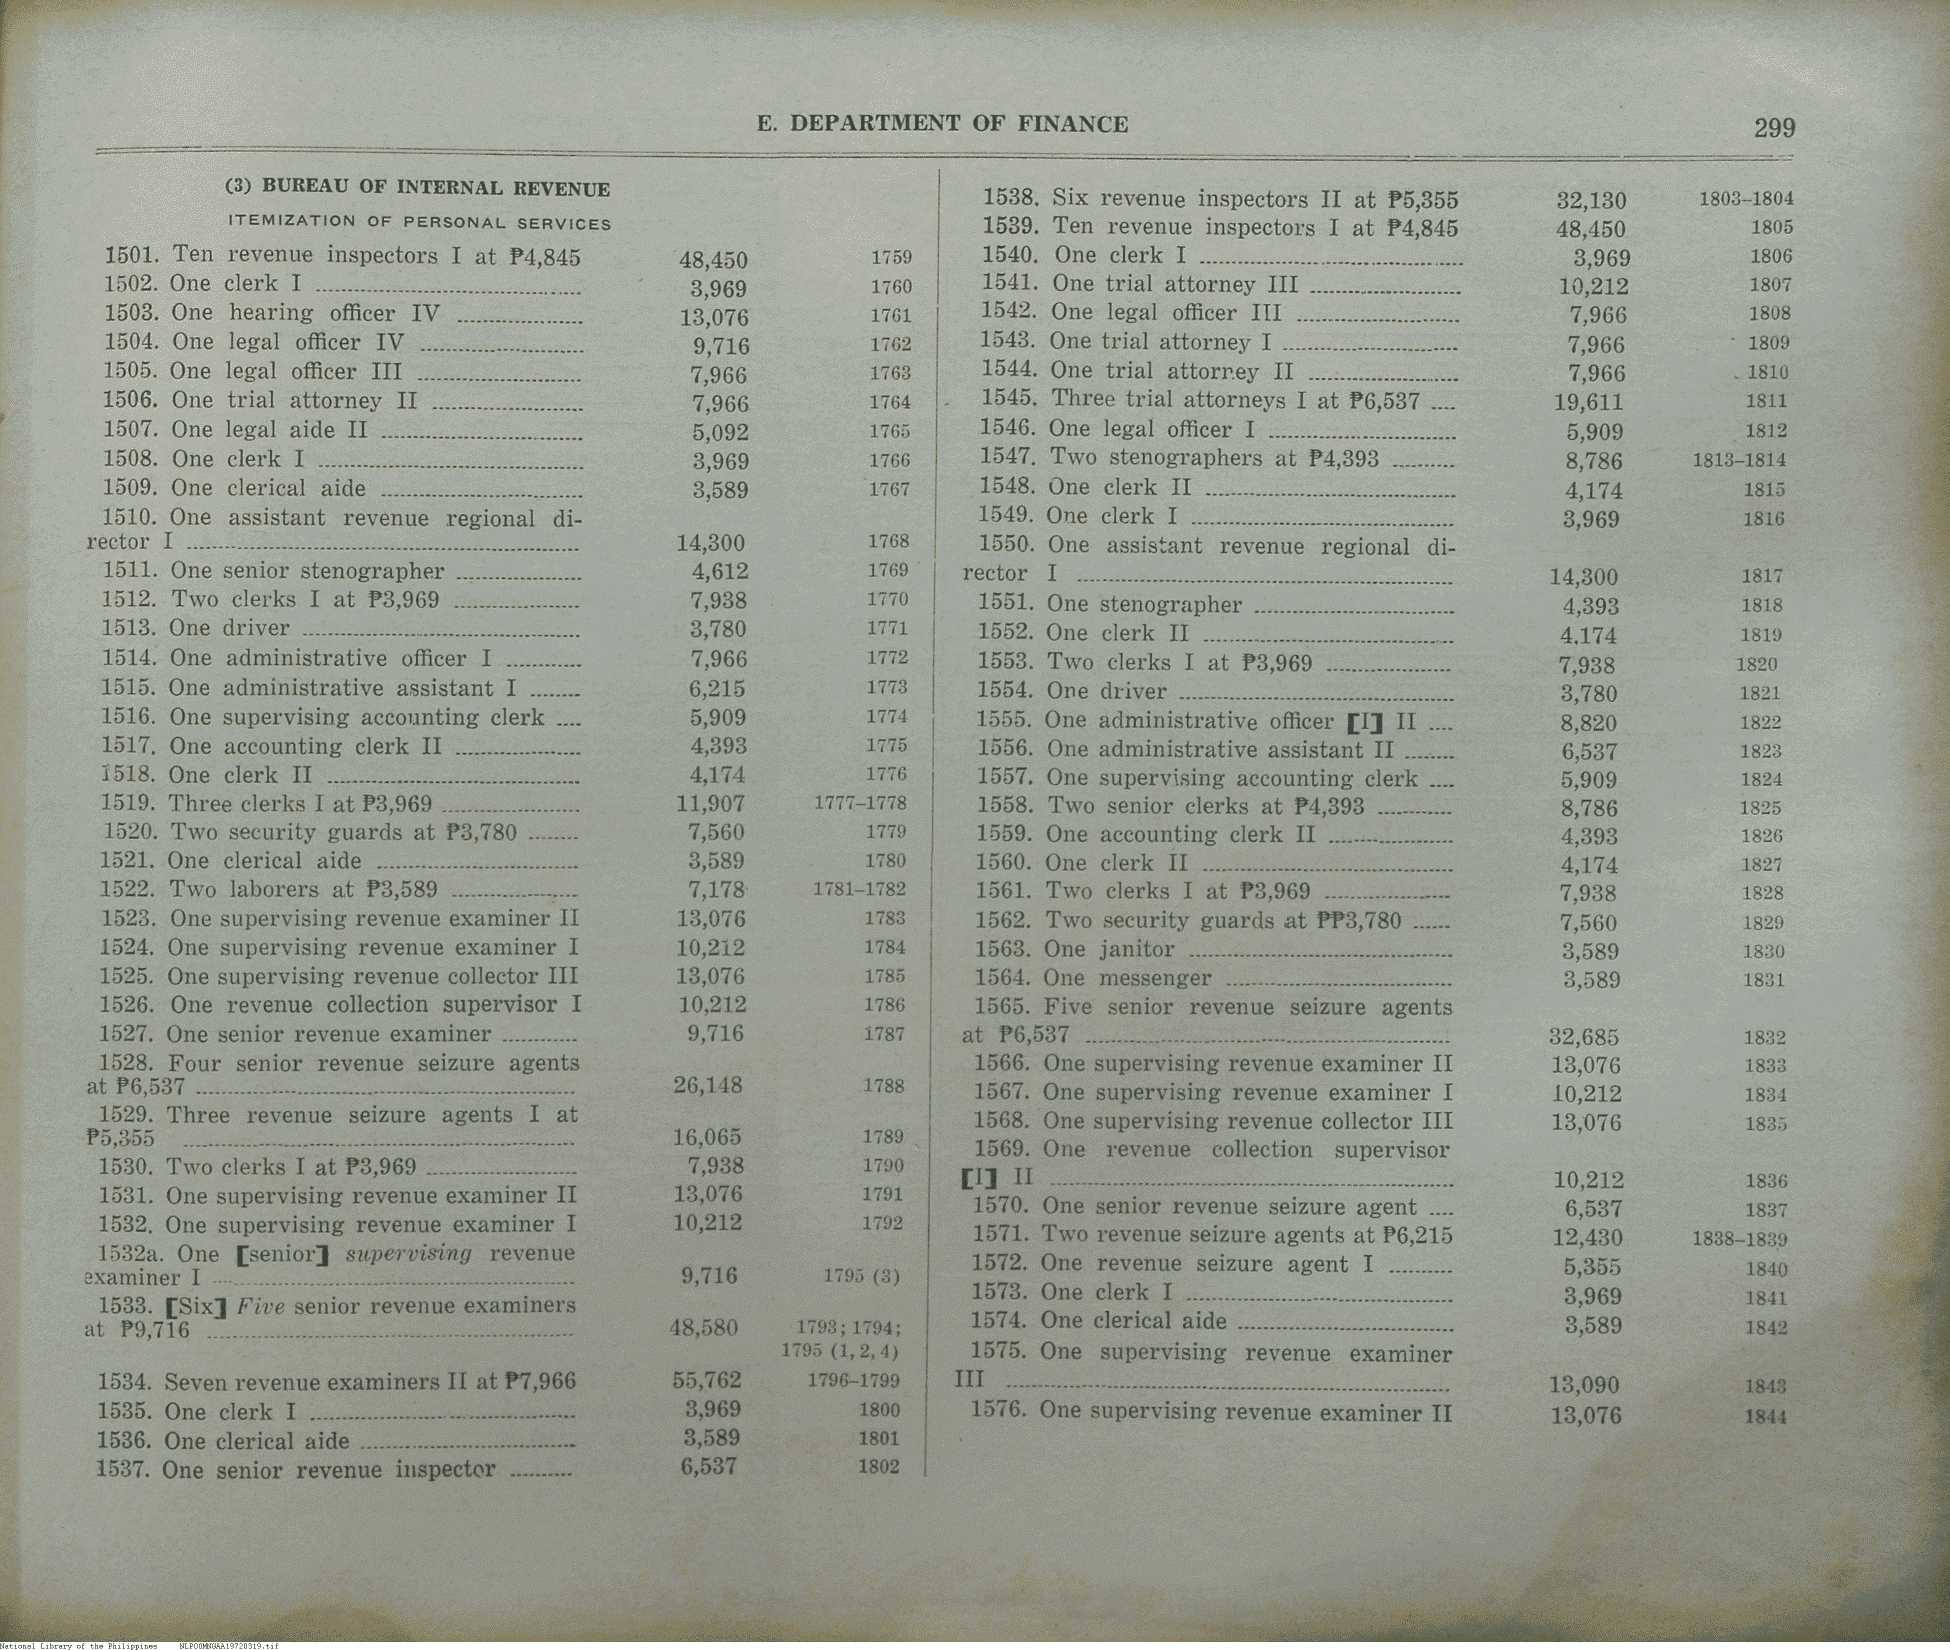 E. DEPARTMENT OF FINANCE 299
(3) BUREAU OF INTERNAL REVENUE
ITEMIZATION OF PERSONAL SERVICES
1501. Ten revenue inspectors I at ₱4,845 48,450 1759
1502. One clerk I ........ 3,969 1760
1503. One hearing officer IV ........ 13,076 1761
1504. One legal officer IV ........ 9,716 1762
1505. One legal officer III ........ 7,966 1763
1506. One trial attorney II ........ 7,966 1764
1507. One legal aide II ........ 5,092 1765
1508. One clerk I ........ 3,969 1766
1509. One clerical aide ........ 3,589 1767
1510. One assistant revenue regional di-
rector I ........ 14,300 1768
1511. One senior stenographer ........ 4,612 1769
1512. Two clerks I at ₱3,969 ........ 7,938 1770
1513. One driver ........ 3,780 1771
1514. One administrative officer I ........ 7,966 1772
1515. One administrative assistant I ........ 6,215 1773
1516. One supervising accounting clerk .... 5,909 1774
1517. One accounting clerk II ........ 4,393 1775
1518. One clerk II ........ 4,174 1776
1519. Three clerks I at ₱3,969 ........ 11,907 1777–1778
1520. Two security guards at ₱3,780 ........ 7,560 1779
1521. One clerical aide ........ 3,589 1780
1522. Two laborers at ₱3,589 ........ 7,178 1781–1782
1523. One supervising revenue examiner II 13,076 1783
1524. One supervising revenue examiner I 10,212 1784
1525. One supervising revenue collector III 13,076 1785
1526. One revenue collection supervisor I 10,212 1786
1527. One senior revenue examiner ........ 9,716 1787
1528. Four senior revenue seizure agents
at ₱6,537 ........ 26,148 1788
1529. Three revenue seizure agents I at
₱5,355 ........ 16,065 1789
1530. Two clerks I at ₱3,969 ........ 7,938 1790
1531. One supervising revenue examiner II 13,076 1791
1532. One supervising revenue examiner I 10,212 1792
1532a. One [senior] supervising revenue
examiner I ........ 9,716 1795 (3)
1533. [Six] Five senior revenue examiners
at ₱9,716 ........ 48,580 1793; 1794;
1795 (1, 2, 4)
1534. Seven revenue examiners II at ₱7,966 55,762 1796–1799
1535. One clerk I ........ 3,969 1800
1536. One clerical aide ........ 3,589 1801
1537. One senior revenue inspector ........ 6,537 1802
1538. Six revenue inspectors II at ₱5,355 32,130 1803–1804
1539. Ten revenue inspectors I at ₱4,845 48,450 1805
1540. One clerk I ........ 3,969 1806
1541. One trial attorney III ........ 10,212 1807
1542. One legal officer III ........ 7,966 1808
1543. One trial attorney I ........ 7,966 1809
1544. One trial attorney II ........ 7,966 1810
1545. Three trial attorneys I at ₱6,537 .... 19,611 1811
1546. One legal officer I ........ 5,909 1812
1547. Two stenographers at ₱4,393 ........ 8,786 1813–1814
1548. One clerk II ........ 4,174 1815
1549. One clerk I ........ 3,969 1816
1550. One assistant revenue regional di-
rector I ........ 14,300 1817
1551. One stenographer ........ 4,393 1818
1552. One clerk II ........ 4.174 1819
1553. Two clerks I at ₱3,969 ........ 7,938 1820
1554. One driver ........ 3,780 1821
1555. One administrative officer [I] II .... 8,820 1822
1556. One administrative assistant II ........ 6,537 1823
1557. One supervising accounting clerk .... 5,909 1824
1558. Two senior clerks at ₱4,393 ........ 8,786 1825
1559. One accounting clerk II ........ 4,393 1826
1560. One clerk II ........ 4,174 1827
1561. Two clerks I at ₱3,969 ........ 7,938 1828
1562. Two security guards at ₱₱3,780 ...... 7,560 1829
1563. One janitor ........ 3,589 1830
1564. One messenger ........ 3,589 1831
1565. Five senior revenue seizure agents
at ₱6,537 ........ 32,685 1832
1566. One supervising revenue examiner II 13,076 1833
1567. One supervising revenue examiner I 10,212 1834
1568. One supervising revenue collector III 13,076 1835
1569. One revenue collection supervisor
[I] II ........ 10,212 1836
1570. One senior revenue seizure agent .... 6,537 1837
1571. Two revenue seizure agents at ₱6,215 12,430 1838–1839
1572. One revenue seizure agent I ........ 5,355 1840
1573. One clerk I ........ 3,969 1841
1574. One clerical aide ........ 3,589 1842
1575. One supervising revenue examiner
III ........ 13,090 1843
1576. One supervising revenue examiner II 13,076 1844
National Library of the Philippines NLPOOMNGAA19720319.tif